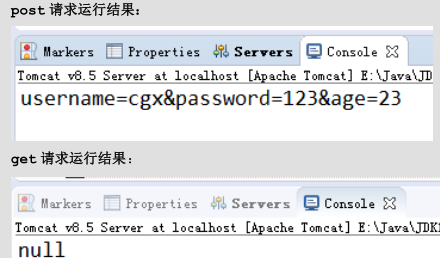 post 请求运行结果:
Markers Properties Servers Console
Tomcat v8.5 Server at localhost [Apache Tomcat] E:\Java\JD
username=cgx&password=123&age=23
get 请求运行结果:
Markers Properties Servers Console
Tomcat v8.5 Server at localhost [Apache Tomcat] E:\Java\JDK
null